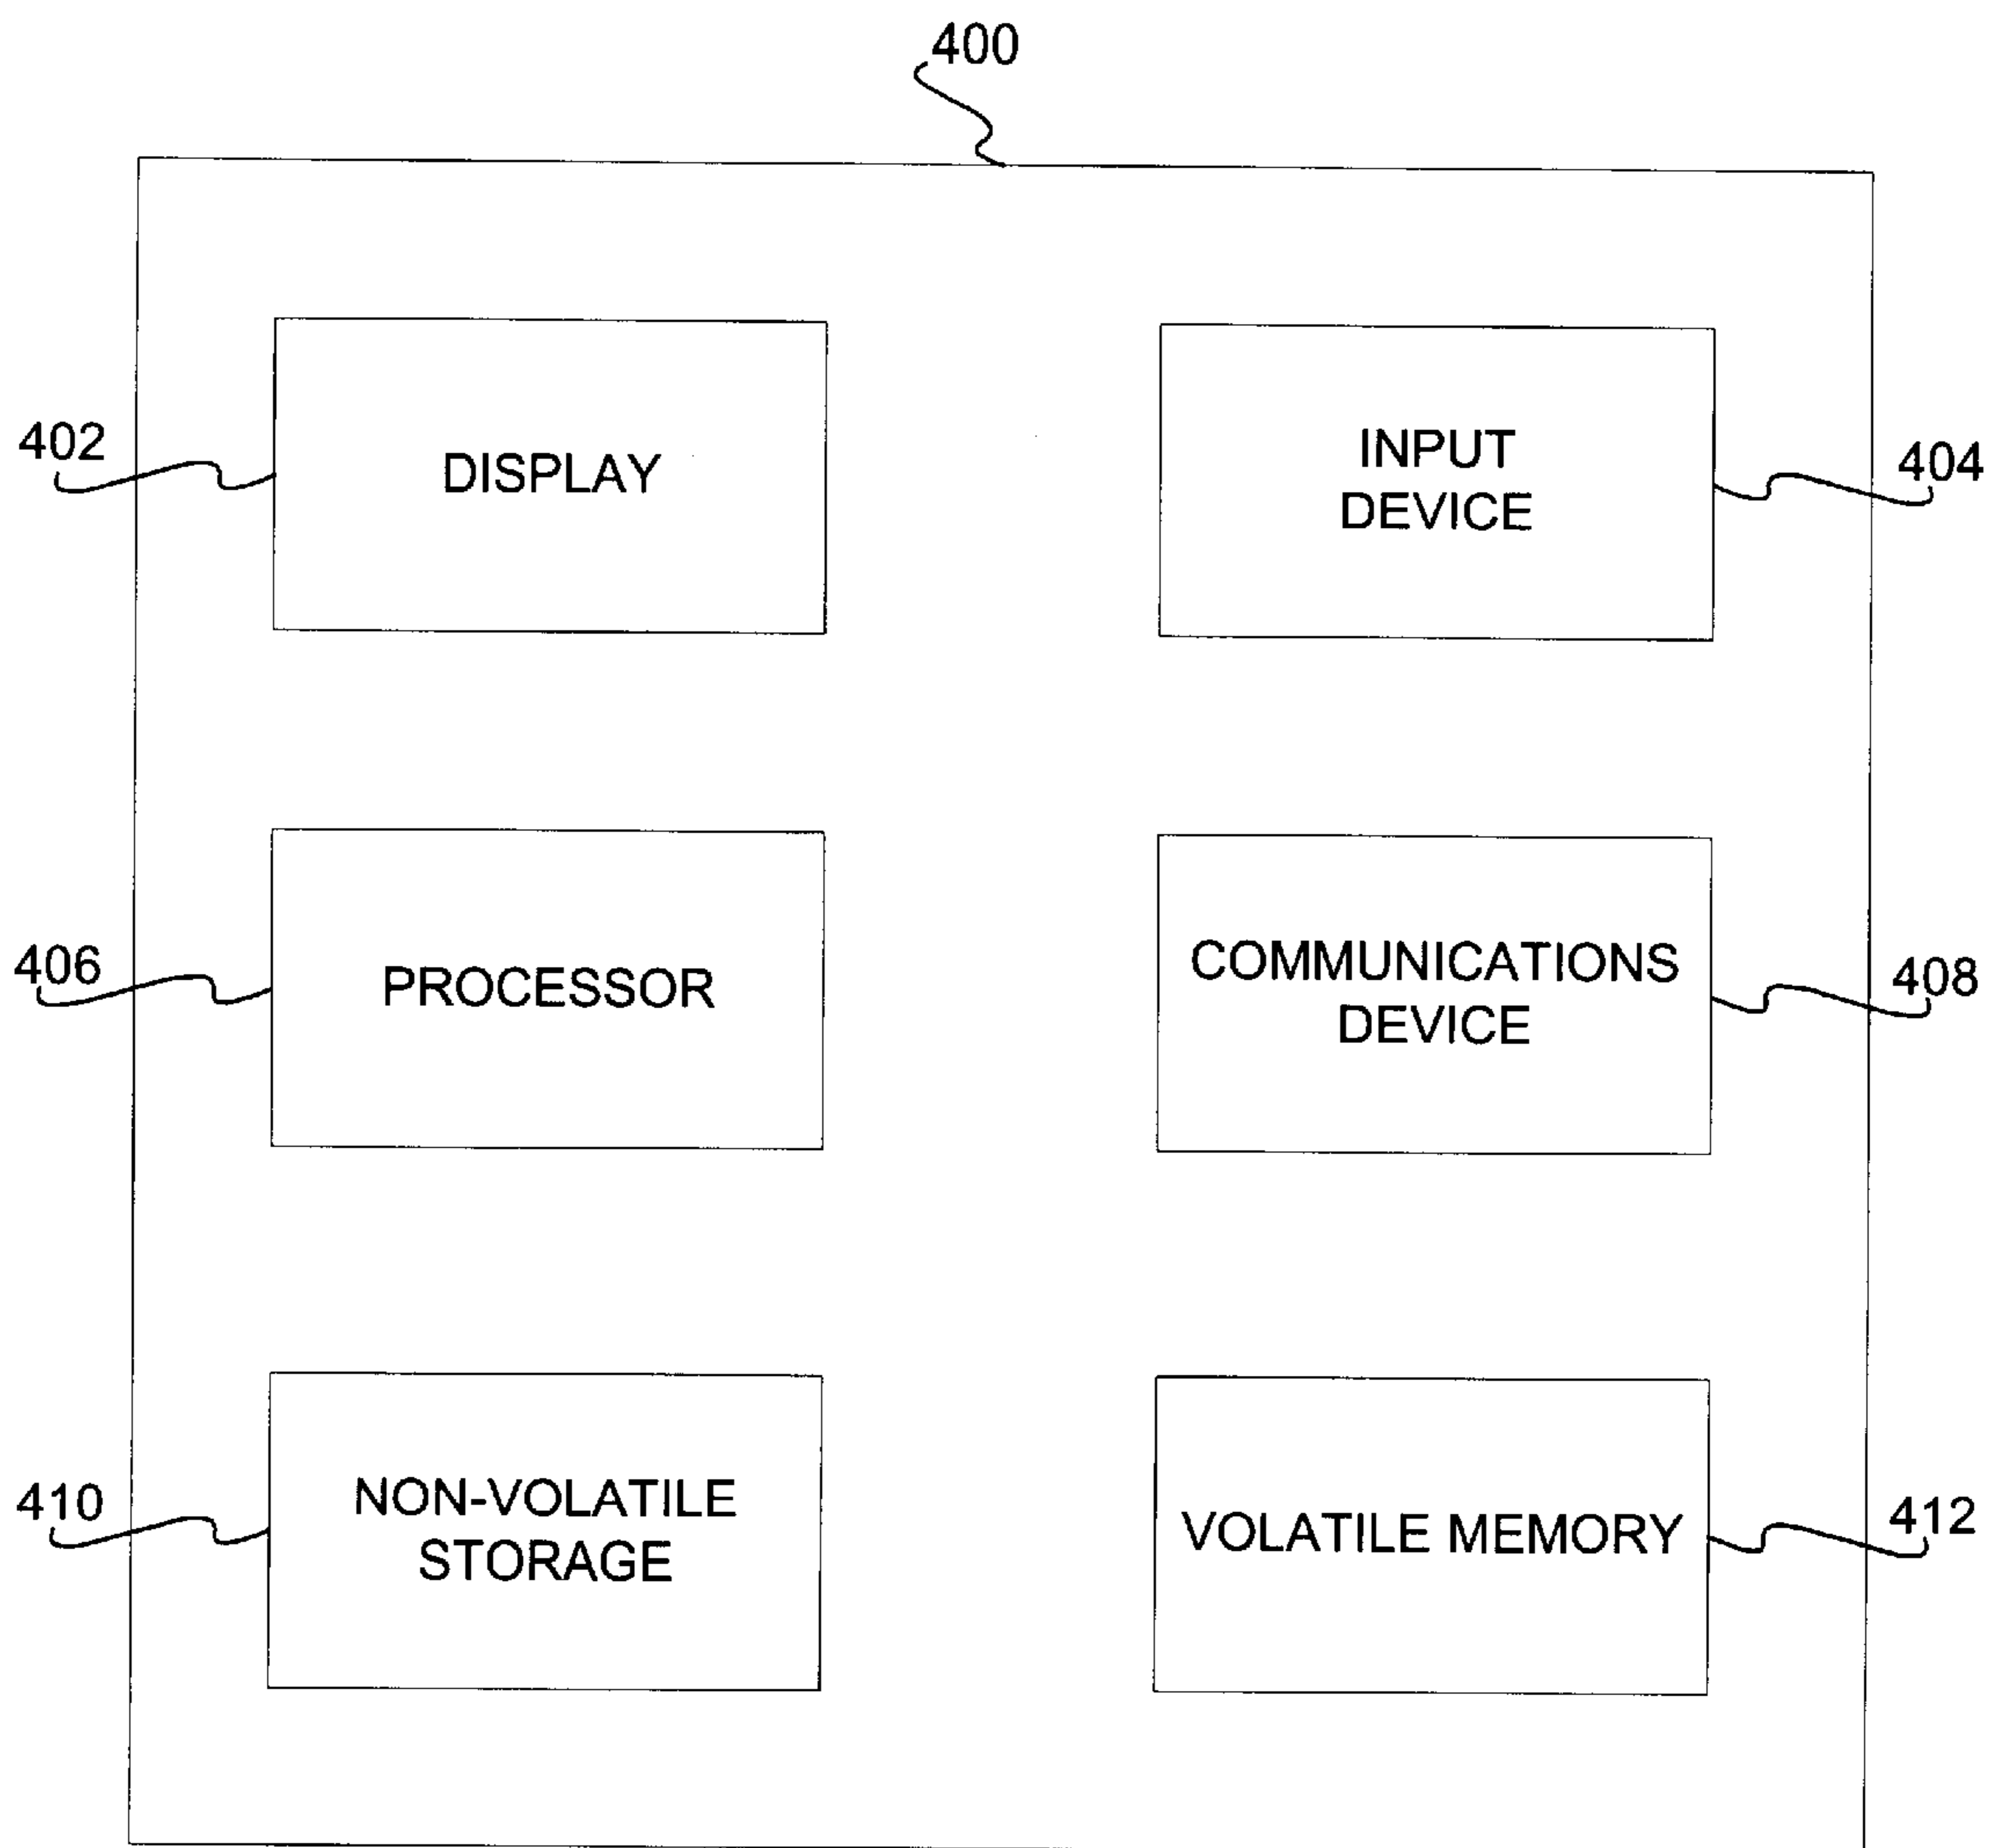 400
402
DISPLAY
INPUT
DEVICE
404
406
PROCESSOR
COMMUNICATIONS
DEVICE
408
410
NON-VOLATILE
STORAGE
VOLATILE MEMORY
412